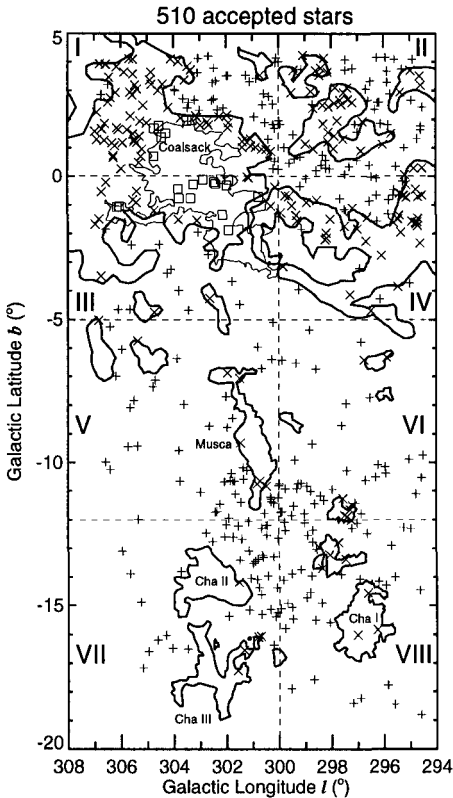 510 accepted stars
5
I
II
Coalsack
0
III
IV
-5
V
VI
Musca
-10
Cha II
-15
Cha I
VII
VIII
Cha III
-20
308 306 304 302 300 298 296 294
Galactic Longitude l (°)
Galactic Latitude b (°)